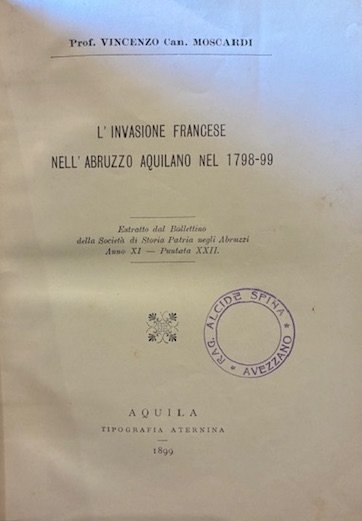 Prof. VINCENZO Can. MOSCARDI
L'INVASIONE FRANCESE
NELL'ABRUZZO AQUILANO NEL 1798-99
Estratto dal Bollettino
della Società di Storia Patria negli Abruzzi
Anno XI — Puntata XXII.
RAG. ALCIDE SPINA
* AVEZZANO *
AQUILA
TIPOGRAFIA ATERNINA
1899